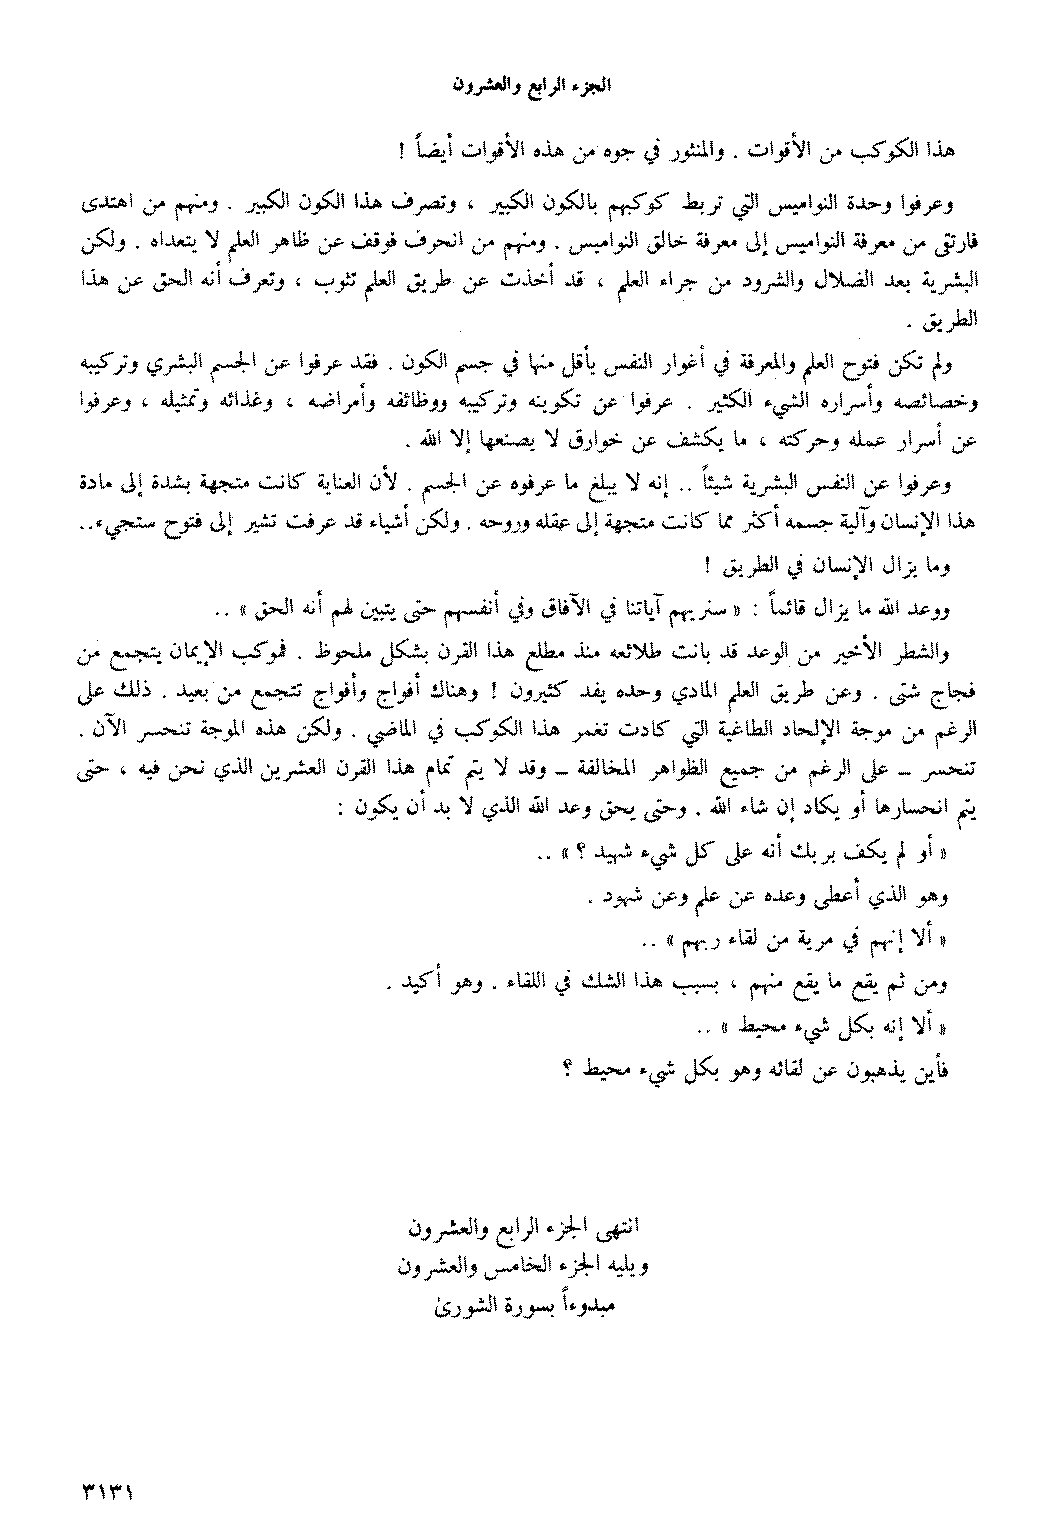 الجزء الرابع والعشرون
هذا الكوكب من الأقوات . والمنثور في جوه من هذه الأقوات أيضاً !
وعرفوا وحدة النواميس التي تربط كوكبهم بالكون الكبير ، وتصرف هذا الكون الكبير . ومنهم من اهتدى
فارتقى من معرفة النواميس إلى معرفة خالق النواميس . ومنهم من انحرف فوقف عن ظاهر العلم لا يتعداه . ولكن
البشرية بعد الضلال والشرود من جراء العلم ، قد أخذت عن طريق العلم تثوب ، وتعرف أنه الحق عن هذا
الطريق .
ولم تكن فتوح العلم والمعرفة في أغوار النفس بأقل منها في جسم الكون . فقد عرفوا عن الجسم البشري وتركيبه
وخصائصه وأسراره الشيء الكثير . عرفوا عن تكوينه وتركيبه ووظائفه وأمراضه ، وغذائه وتمثيله ، وعرفوا
عن أسرار عمله وحركته ، ما يكشف عن خوارق لا يصنعها إلا الله .
وعرفوا عن النفس البشرية شيئاً .. إنه لا يبلغ ما عرفوه عن الجسم . لأن العناية كانت متجهة بشدة إلى مادة
هذا الإنسان وآلية جسمه أكثر مما كانت متجهة إلى عقله وروحه . ولكن أشياء قد عرفت تشير إلى فتوح ستجيء..
وما يزال الإنسان في الطريق !
ووعد الله ما يزال قائماً : « سنريهم آياتنا في الآفاق وفي أنفسهم حتى يتبين لهم أنه الحق » ..
والشطر الأخير من الوعد قد بانت طلائعه منذ مطلع هذا القرن بشكل ملحوظ . فموكب الإيمان يتجمع من
فجاج شتى . وعن طريق العلم المادي وحده يفد كثيرون ! وهناك أفواج وأفواج تتجمع من بعيد . ذلك على
الرغم من موجة الإلحاد الطاغية التي كادت تغمر هذا الكوكب في الماضي . ولكن هذه الموجة تنحسر الآن .
تنحسر – على الرغم من جميع الظواهر المخالفة – وقد لا يتم تمام هذا القرن العشرين الذي نحن فيه ، حتى
يتم انحسارها أو يكاد إن شاء الله . وحتى يحق وعد الله الذي لا بد أن يكون :
« أو لم يكف بربك أنه على كل شيء شهيد ؟ » ..
وهو الذي أعطى وعده عن علم وعن شهود .
« ألا إنهم في مرية من لقاء ربهم » ..
ومن ثم يقع ما يقع منهم ، بسبب هذا الشك في اللقاء . وهو أكيد .
« ألا إنه بكل شيء محيط » ..
فأين يذهبون عن لقائه وهو بكل شيء محيط ؟
انتهى الجزء الرابع والعشرون
ويليه الجزء الخامس والعشرون
مبدوءاً بسورة الشورى
٣١٣١